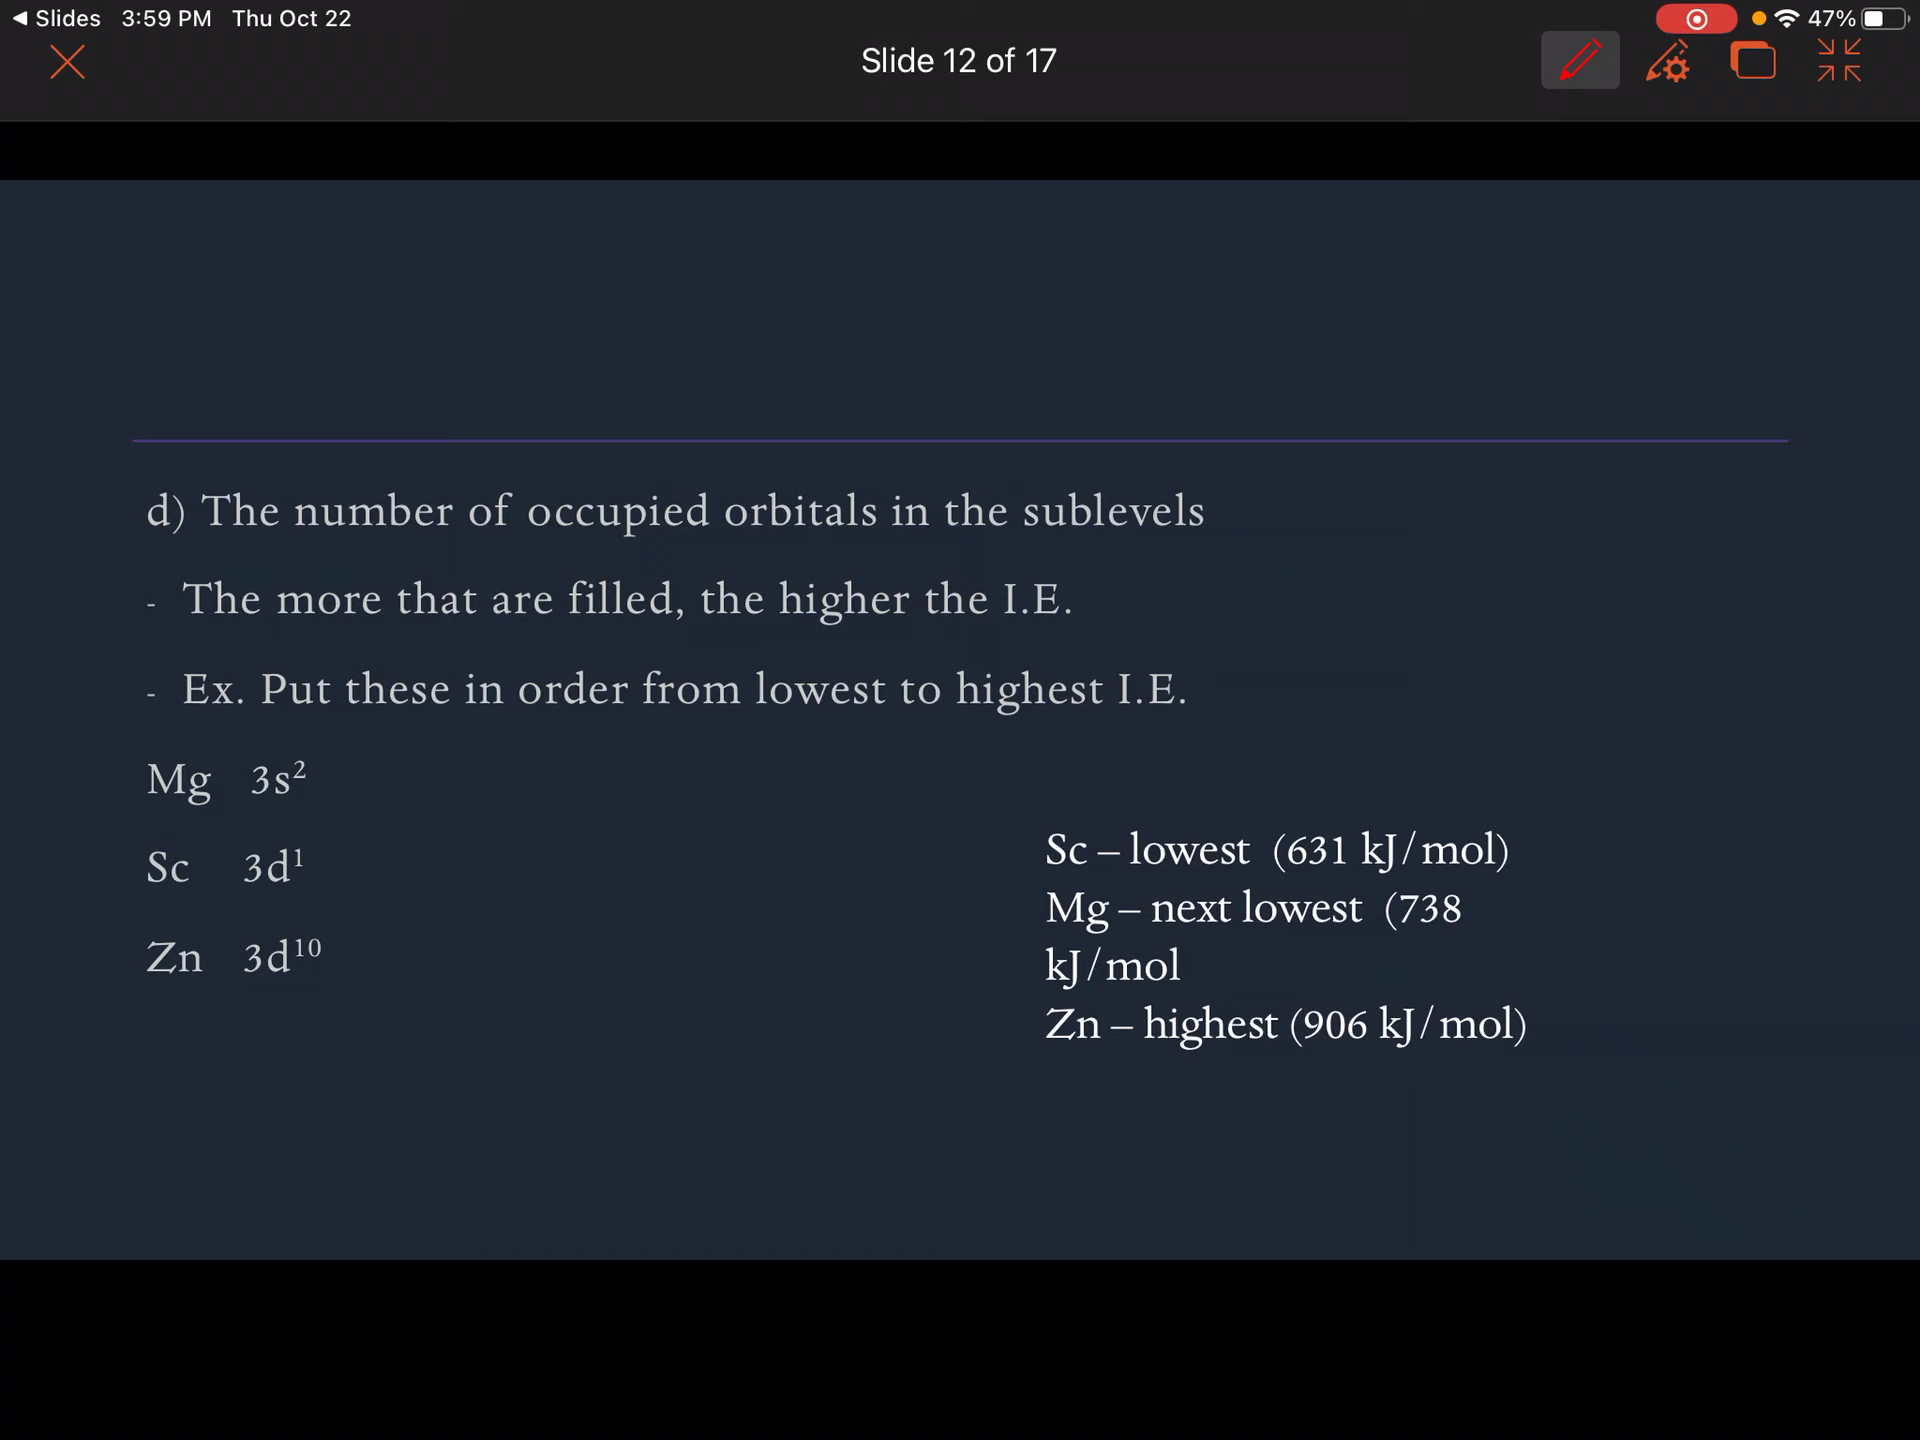 ◀ Slides 3:59 PM Thu Oct 22 47%
Slide 12 of 17
d) The number of occupied orbitals in the sublevels
- The more that are filled, the higher the I.E.
- Ex. Put these in order from lowest to highest I.E.
Mg 3s²
Sc 3d¹
Zn 3d¹⁰
Sc – lowest (631 kJ/mol)
Mg – next lowest (738
kJ/mol
Zn – highest (906 kJ/mol)